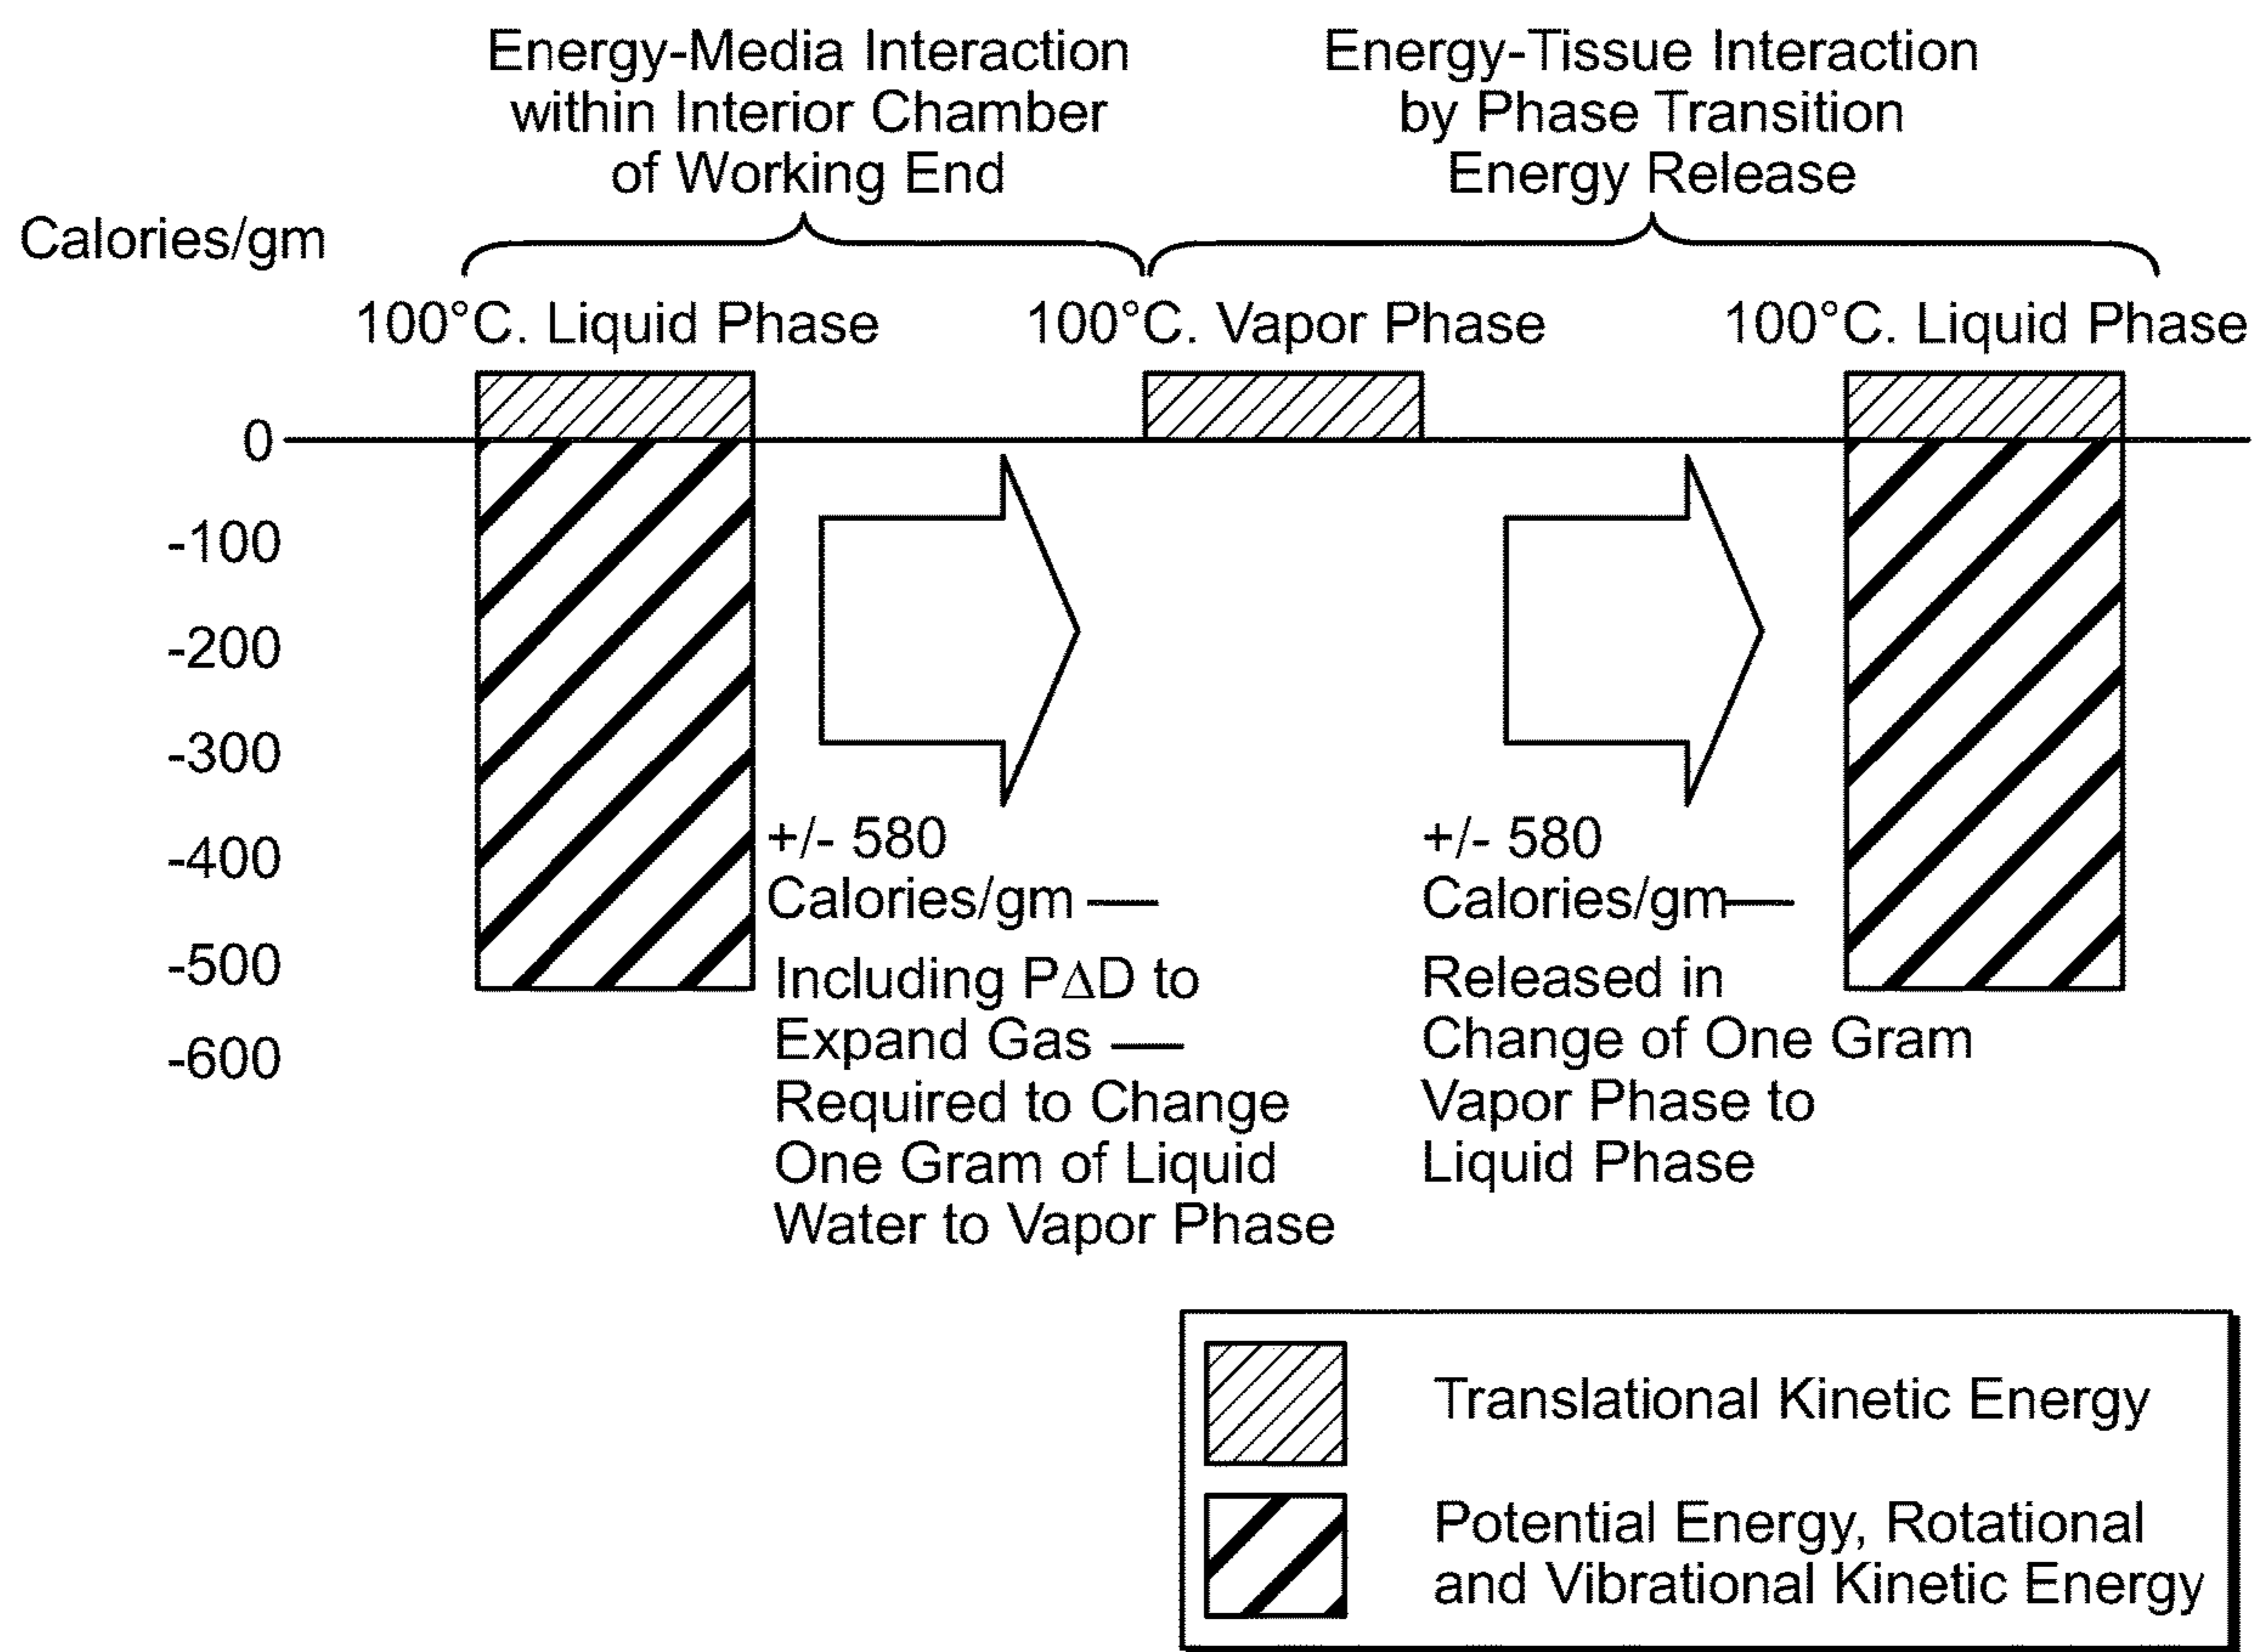 Energy-Media Interaction
within Interior Chamber
of Working End
Energy-Tissue Interaction
by Phase Transition
Energy Release
Calories/gm
100°C. Liquid Phase
100°C. Vapor Phase
100°C. Liquid Phase
0
-100
-200
-300
-400
-500
-600
+/- 580
Calories/gm —
Including PΔD to
Expand Gas —
Required to Change
One Gram of Liquid
Water to Vapor Phase
+/- 580
Calories/gm—
Released in
Change of One Gram
Vapor Phase to
Liquid Phase
Translational Kinetic Energy
Potential Energy, Rotational
and Vibrational Kinetic Energy